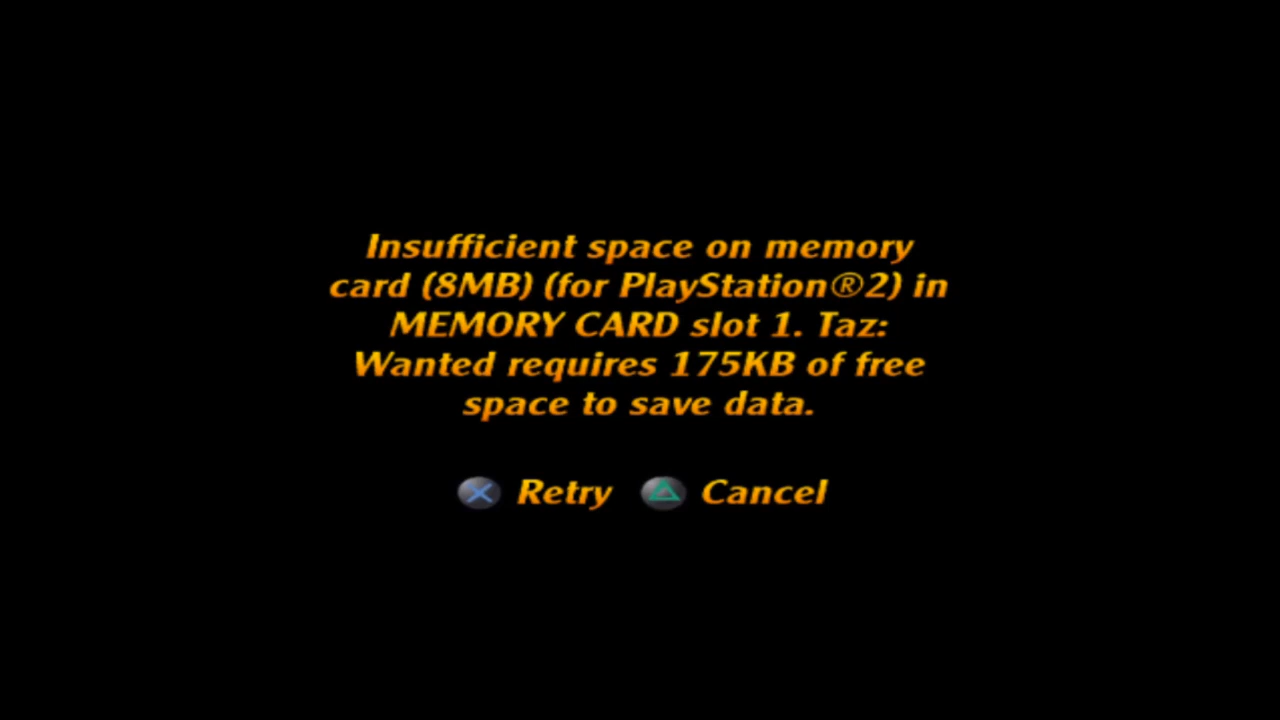 Insufficient space on memory
card (8MB) (for PlayStation®2) in
MEMORY CARD slot 1. Taz:
Wanted requires 175KB of free
space to save data.
Retry Cancel